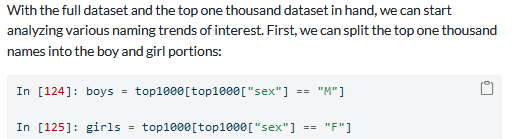 With the full dataset and the top one thousand dataset in hand, we can start
analyzing various naming trends of interest. First, we can split the top one thousand
names into the boy and girl portions:
In [124]: boys = top1000[top1000["sex"] == "M"]
In [125]: girls = top1000[top1000["sex"] == "F"]